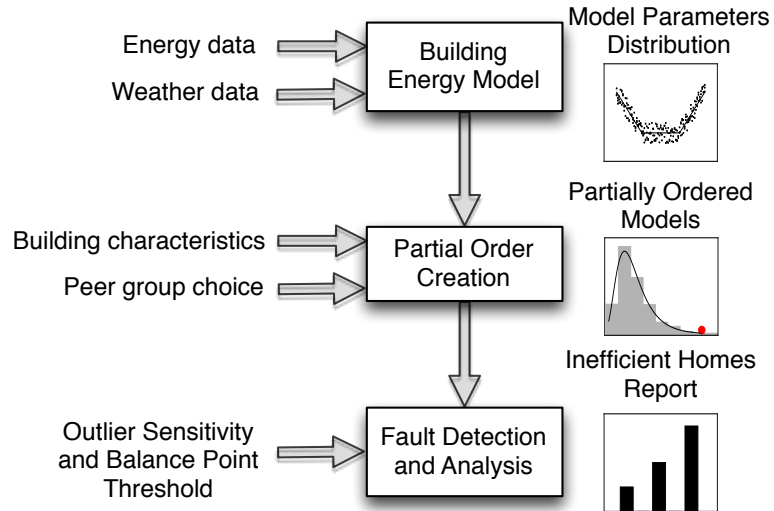 Energy data
Weather data
Building
Energy Model
Model Parameters
Distribution
Building characteristics
Peer group choice
Partial Order
Creation
Partially Ordered
Models
Outlier Sensitivity
and Balance Point
Threshold
Fault Detection
and Analysis
Inefficient Homes
Report